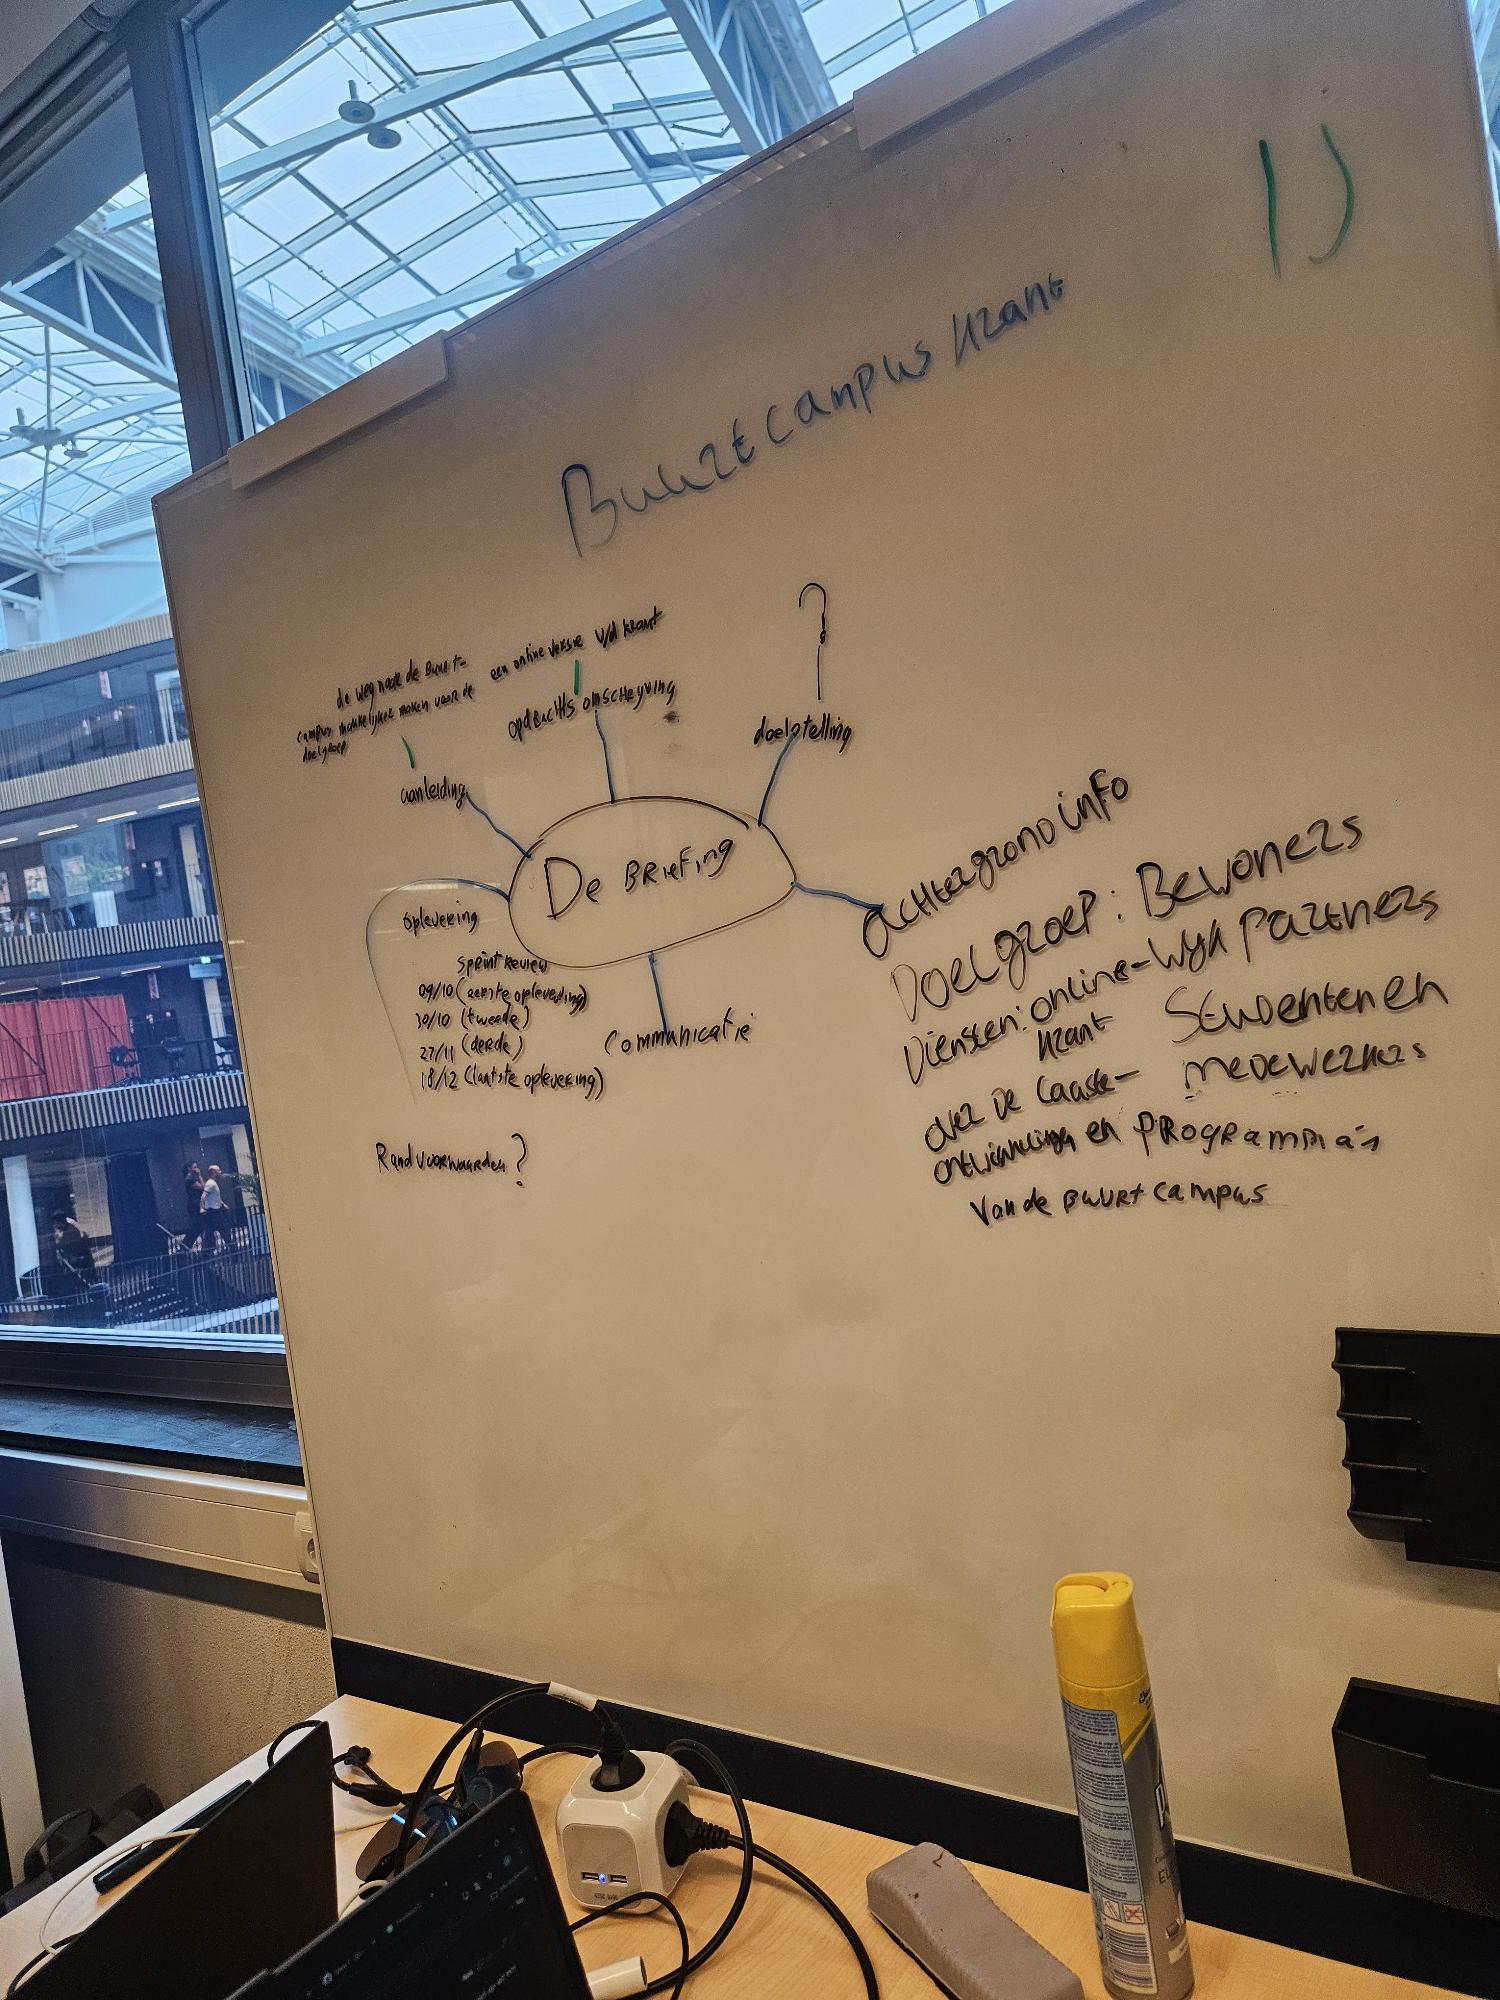 1)
Buurtcampus krant
de weg naar de Buurt-
campus makkelijker maken voor de
doelgroep
aanleiding
een online versie v/d krant
opdrachts omschrijving
?
doelstelling
De BRieFing
achtergrond info
Doelgroep: Bewoners
wijk partners
studenten en
medewerkers
Diensten: online-
krant
over de laaste-
ontwikkelingen en programma's
van de Buurtcampus
oplevering
sprint Review
09/10 (eerste oplevering)
30/10 (tweede)
27/11 (derde)
18/12 (laatste oplevering)
Communicatie
Randvoorwaarden?